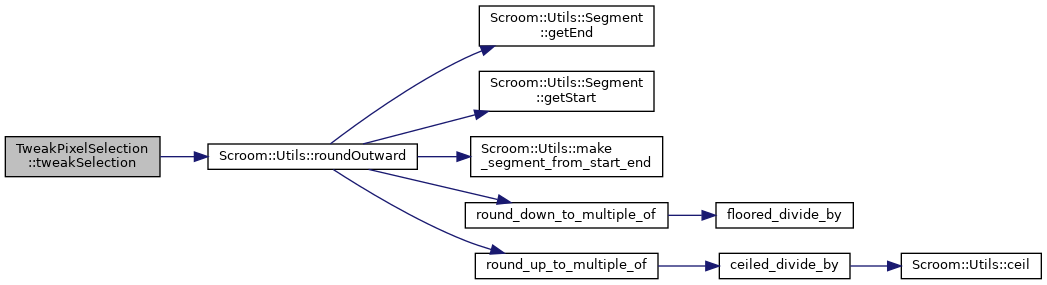 TweakPixelSelection
::tweakSelection
Scroom::Utils::roundOutward
Scroom::Utils::Segment
::getEnd
Scroom::Utils::Segment
::getStart
Scroom::Utils::make
_segment_from_start_end
round_down_to_multiple_of
floored_divide_by
round_up_to_multiple_of
ceiled_divide_by
Scroom::Utils::ceil